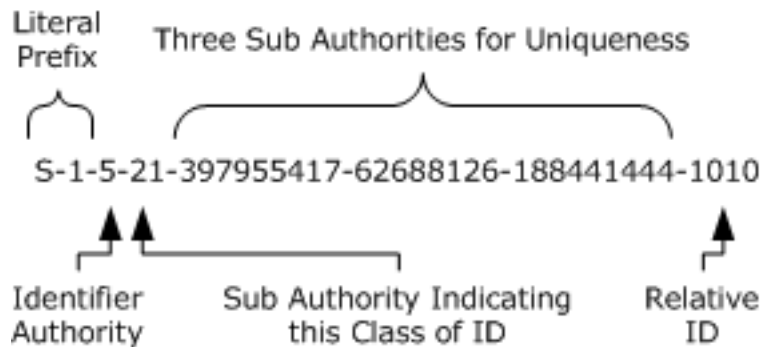 Literal
Prefix
Three Sub Authorities for Uniqueness
S-1-5-21-397955417-62688126-188441444-1010
Identifier
Authority
Sub Authority Indicating
this Class of ID
Relative
ID